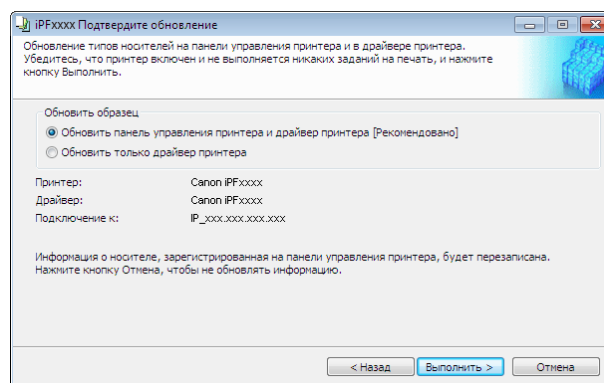 iPFxxxx Подтвердите обновление
Обновление типов носителей на панели управления принтера и в драйвере принтера.
Убедитесь, что принтер включен и не выполняется никаких заданий на печать, и нажмите
кнопку Выполнить.
Обновить образец
Обновить панель управления принтера и драйвер принтера [Рекомендовано]
Обновить только драйвер принтера
Принтер: Canon iPFxxxx
Драйвер: Canon iPFxxxx
Подключение к: IP_xxx.xxx.xxx.xxx
Информация о носителе, зарегистрированная на панели управления принтера, будет перезаписана.
Нажмите кнопку Отмена, чтобы не обновлять информацию.
< Назад Выполнить > Отмена